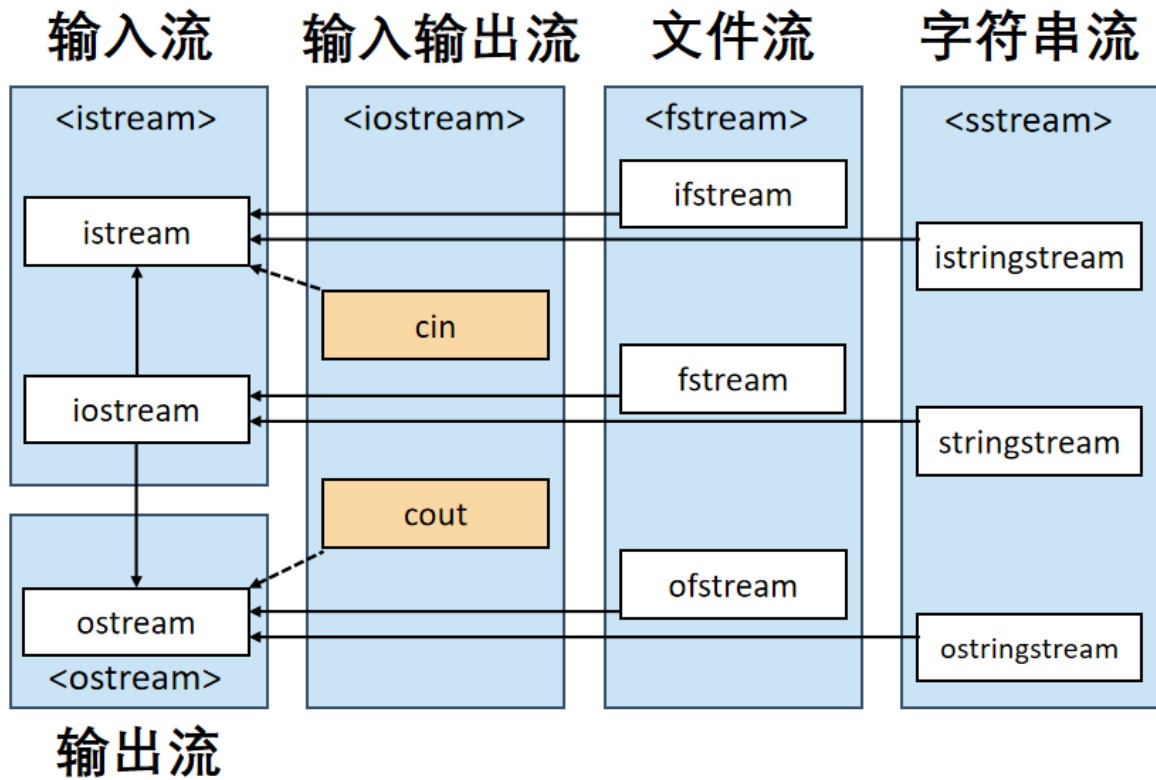 输入流
输入输出流
文件流
字符串流
<istream>
<iostream>
<fstream>
<sstream>
istream
ifstream
istringstream
cin
iostream
fstream
stringstream
cout
ostream
ofstream
ostringstream
<ostream>
输出流